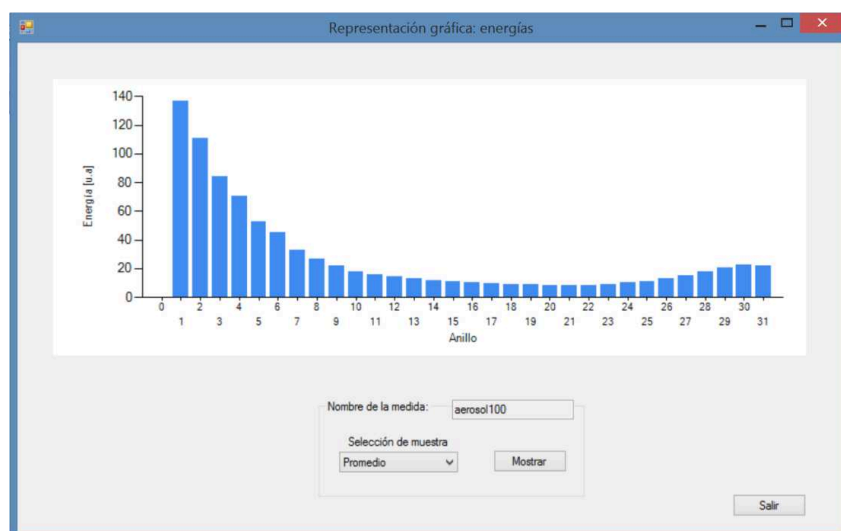 Representación gráfica: energías
140
120
100
80
60
40
20
0
Energía [u.a]
0 2 4 6 8 10 12 14 16 18 20 22 24 26 28 30
1 3 5 7 9 11 13 15 17 19 21 23 25 27 29 31
Anillo
Nombre de la medida: aerosol100
Selección de muestra
Promedio Mostrar
Salir